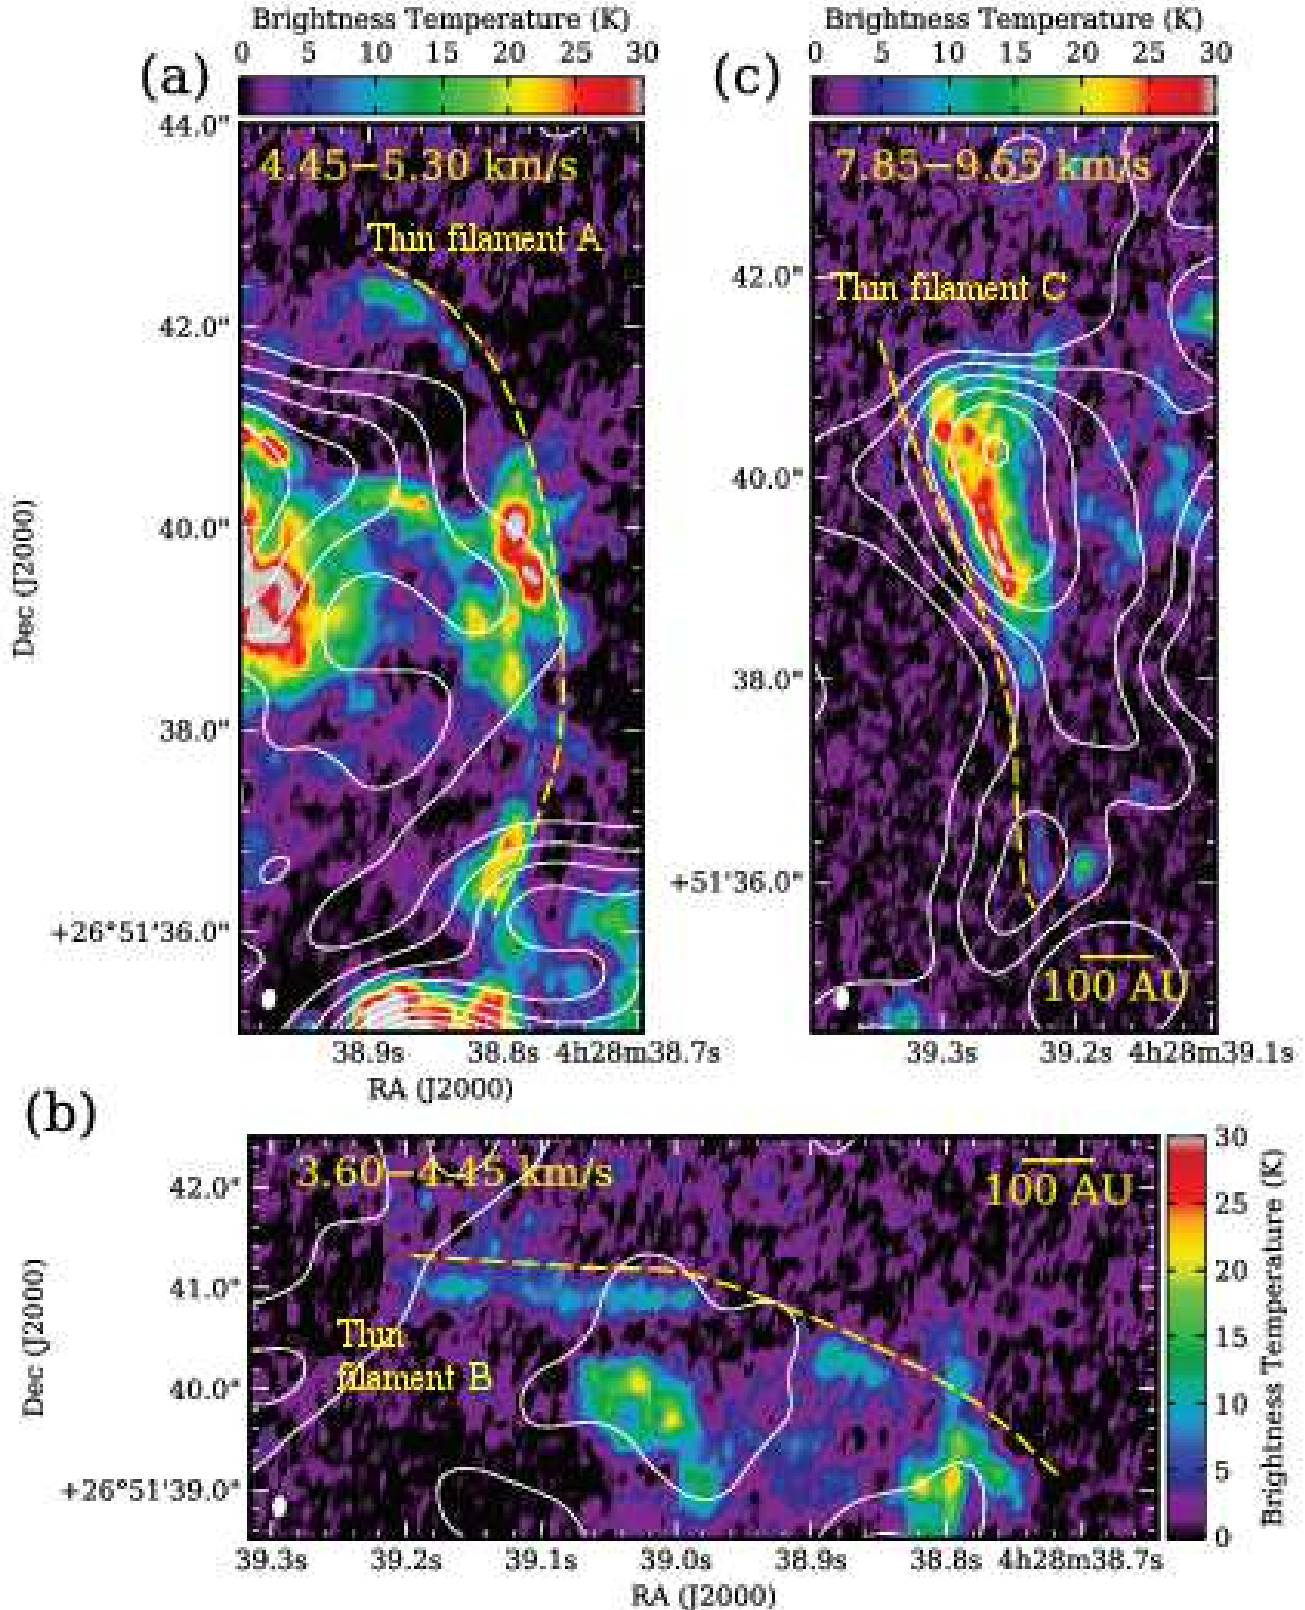 Brightness Temperature (K)
0 5 10 15 20 25 30
(a)
44.0"
4.45−5.30 km/s
Thin filament A
42.0"
40.0"
38.0"
+26°51'36.0"
Dec (J2000)
38.9s 38.8s 4h28m38.7s
RA (J2000)
Brightness Temperature (K)
0 5 10 15 20 25 30
(c)
7.85−9.55 km/s
42.0"
Thin filament C
40.0"
38.0"
+51'36.0"
100 AU
39.3s 39.2s 4h28m39.1s
(b)
3.60−4.45 km/s
100 AU
42.0"
41.0"
Thin
filament B
40.0"
+26°51'39.0"
Dec (J2000)
39.3s 39.2s 39.1s 39.0s 38.9s 38.8s 4h28m38.7s
RA (J2000)
30
25
20
15
10
5
0
Brightness Temperature (K)